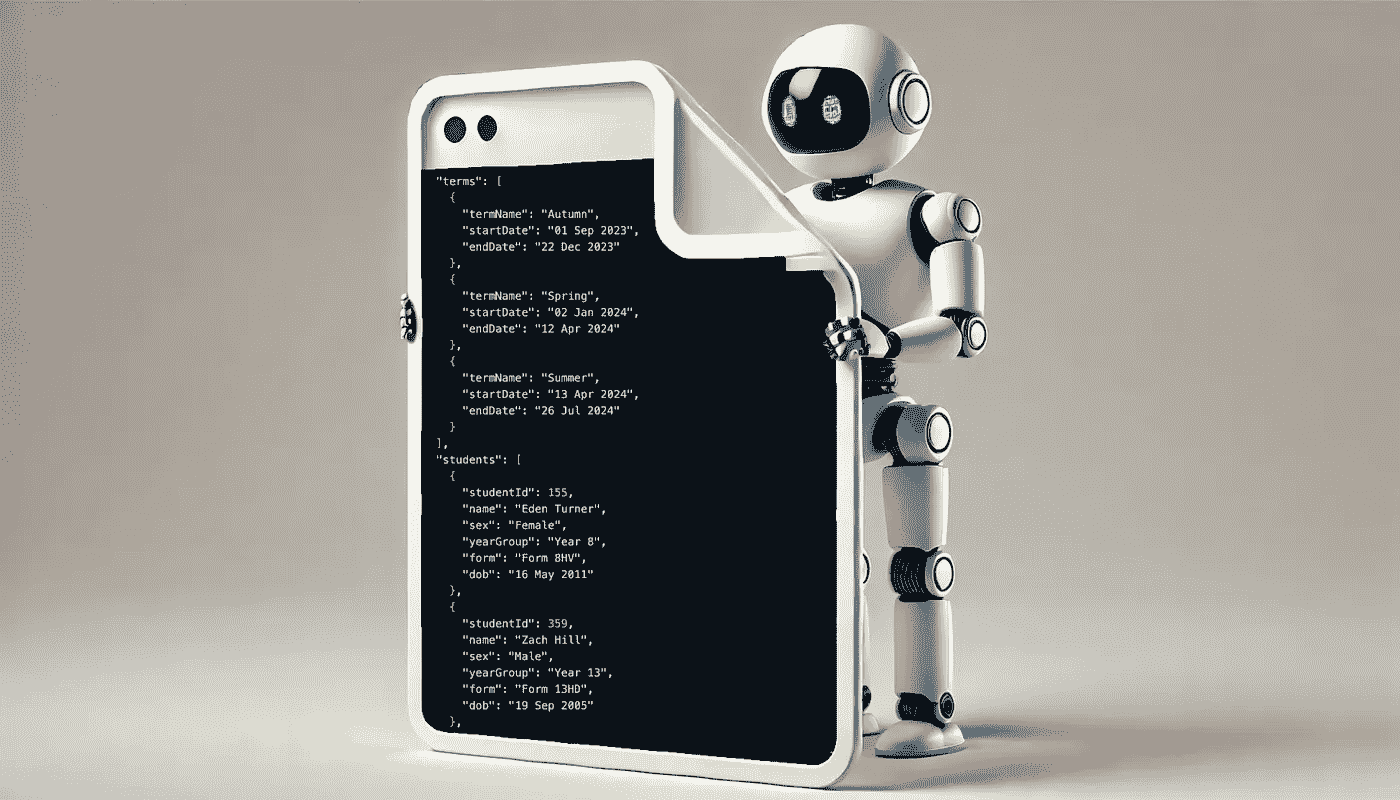 "terms": [
{
"termName": "Autumn",
"startDate": "01 Sep 2023",
"endDate": "22 Dec 2023"
},
{
"termName": "Spring",
"startDate": "02 Jan 2024",
"endDate": "12 Apr 2024"
},
{
"termName": "Summer",
"startDate": "13 Apr 2024",
"endDate": "26 Jul 2024"
}
],
"students": [
{
"studentId": 155,
"name": "Eden Turner",
"sex": "Female",
"yearGroup": "Year 8",
"form": "Form 8HV",
"dob": "16 May 2011"
},
{
"studentId": 359,
"name": "Zach Hill",
"sex": "Male",
"yearGroup": "Year 13",
"form": "Form 13HD",
"dob": "19 Sep 2005"
},